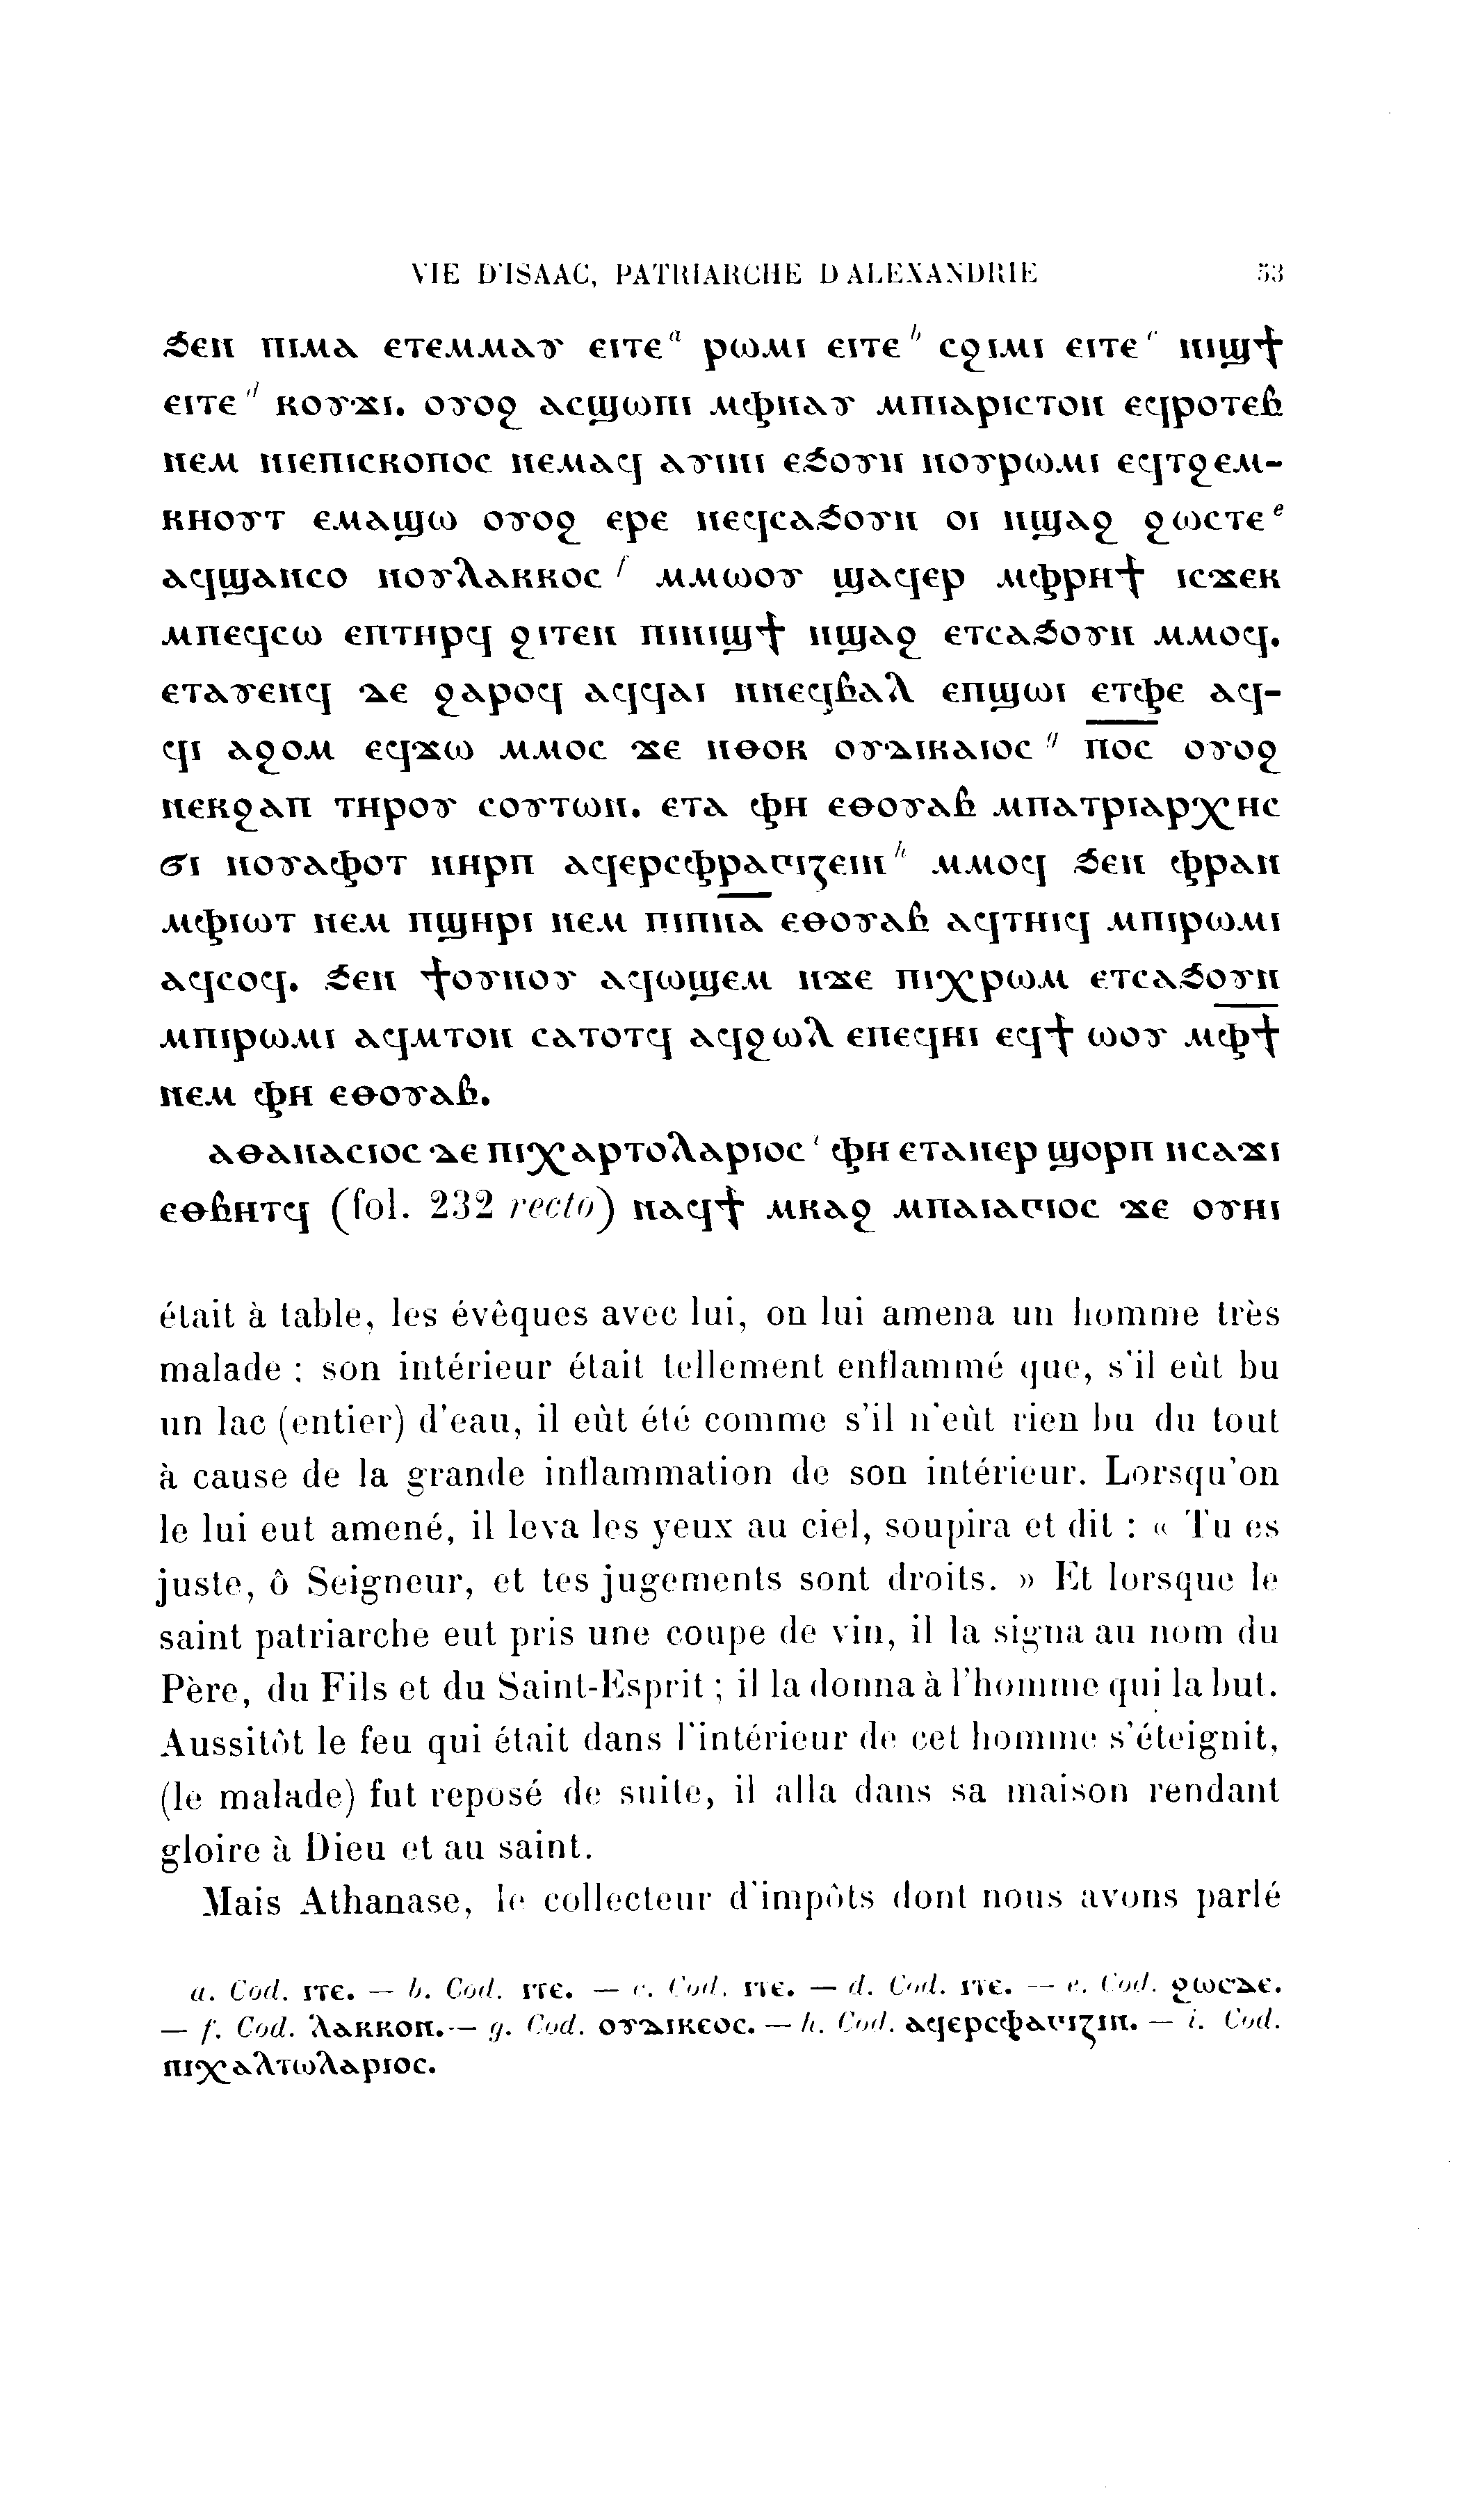 VIE D'ISAAC, PATRIARCHE D'ALEXANDRIE 53
ϧⲉⲛ ⲡⲓⲙⲁ ⲉⲧⲉⲙⲙⲁⲩ ⲉⲓⲧⲉ a ⲣⲱⲙⲓ ⲉⲓⲧⲉ b ⲥϩⲓⲙⲓ ⲉⲓⲧⲉ c ⲛⲓϣϯ
ⲉⲓⲧⲉ d ⲕⲟⲩϫⲓ. ⲟⲩⲟϩ ⲁⲥϣⲱⲡⲓ ⲙⲫⲛⲁⲩ ⲙⲡⲓⲁⲣⲓⲥⲧⲟⲛ ⲉϥⲣⲟⲧⲉⲃ
ⲛⲉⲙ ⲛⲓⲉⲡⲓⲥⲕⲟⲡⲟⲥ ⲛⲉⲙⲁϥ ⲁⲩⲓⲛⲓ ⲉϧⲟⲩⲛ ⲛⲟⲩⲣⲱⲙⲓ ⲉϥⲧϩⲉⲙ-
ⲕⲏⲟⲩⲧ ⲉⲙⲁϣⲱ ⲟⲩⲟϩ ⲉⲣⲉ ⲛⲉϥⲥⲁϧⲟⲩⲛ ⲟⲓ ⲛϣⲁϩ ϩⲱⲥⲧⲉ e
ⲁϥϣⲁⲛⲥⲟ ⲛⲟⲩⲗⲁⲕⲕⲟⲥ f ⲙⲙⲱⲟⲩ ϣⲁϥⲉⲣ ⲙⲫⲣⲏϯ ⲓⲥϫⲉⲕ
ⲙⲡⲉϥⲥⲱ ⲉⲡⲧⲏⲣϥ ϩⲓⲧⲉⲛ ⲡⲓⲛⲓϣϯ ⲛϣⲁϩ ⲉⲧⲥⲁϧⲟⲩⲛ ⲙⲙⲟϥ.
ⲉⲧⲁⲩⲉⲛϥ ⲇⲉ ϩⲁⲣⲟϥ ⲁϥϥⲁⲓ ⲛⲛⲉϥⲃⲁⲗ ⲉⲡϣⲱⲓ ⲉⲧⲫⲉ ⲁϥ-
ϥⲓ ⲁϩⲟⲙ ⲉϥϫⲱ ⲙⲙⲟⲥ ϫⲉ ⲛⲑⲟⲕ ⲟⲩⲇⲓⲕⲁⲓⲟⲥ g ⲡ̅ⲟ̅ⲥ̅ ⲟⲩⲟϩ
ⲛⲉⲕϩⲁⲡ ⲧⲏⲣⲟⲩ ⲥⲟⲩⲧⲱⲛ. ⲉⲧⲁ ⲫⲏ ⲉⲑⲟⲩⲁⲃ ⲙⲡⲁⲧⲣⲓⲁⲣⲭⲏⲥ
ϭⲓ ⲛⲟⲩⲁⲫⲟⲧ ⲛⲏⲣⲡ ⲁϥⲉⲣⲥⲫⲣⲁⲅⲓⲍⲉⲓⲛ h ⲙⲙⲟϥ ϧⲉⲛ ⲫⲣⲁⲛ
ⲙⲫⲓⲱⲧ ⲛⲉⲙ ⲡϣⲏⲣⲓ ⲛⲉⲙ ⲡⲓⲡ̅ⲛ̅ⲁ̅ ⲉⲑⲟⲩⲁⲃ ⲁϥⲧⲏⲓϥ ⲙⲡⲓⲣⲱⲙⲓ
ⲁϥⲥⲟϥ. ϧⲉⲛ ϯⲟⲩⲛⲟⲩ ⲁϥⲱϣⲉⲙ ⲛϫⲉ ⲡⲓⲭⲣⲱⲙ ⲉⲧⲥⲁϧⲟⲩⲛ
ⲙⲡⲓⲣⲱⲙⲓ ⲁϥⲙⲧⲟⲛ ⲥⲁⲧⲟⲧϥ ⲁϥϩⲱⲗ ⲉⲡⲉϥⲏⲓ ⲉϥϯ ⲱⲟⲩ ⲙⲫ̅ϯ̅
ⲛⲉⲙ ⲫⲏ ⲉⲑⲟⲩⲁⲃ.
ⲁⲑⲁⲛⲁⲥⲓⲟⲥ ⲇⲉ ⲡⲓⲭⲁⲣⲧⲟⲗⲁⲣⲓⲟⲥ i ⲫⲏ ⲉⲧⲁⲛⲉⲣ ϣⲟⲣⲡ ⲛⲥⲁϫⲓ
ⲉⲑⲃⲏⲧϥ (fol. 232 recto) ⲛⲁϥϯ ⲙⲕⲁϩ ⲙⲡⲁⲓⲁⲅⲓⲟⲥ ϫⲉ ⲟⲩⲏⲓ
était à table, les évêques avec lui, on lui amena un homme très
malade : son intérieur était tellement enflammé que, s'il eût bu
un lac (entier) d'eau, il eût été comme s'il n'eût rien bu du tout
à cause de la grande inflammation de son intérieur. Lorsqu'on
le lui eut amené, il leva les yeux au ciel, soupira et dit : « Tu es
juste, ô Seigneur, et tes jugements sont droits. » Et lorsque le
saint patriarche eut pris une coupe de vin, il la signa au nom du
Père, du Fils et du Saint-Esprit ; il la donna à l'homme qui la but.
Aussitôt le feu qui était dans l'intérieur de cet homme s'éteignit,
(le malade) fut reposé de suite, il alla dans sa maison rendant
gloire à Dieu et au saint.
Mais Athanase, le collecteur d'impôts dont nous avons parlé
a. Cod. ⲓⲧⲉ. — b. Cod. ⲓⲧⲉ. — c. Cod. ⲓⲧⲉ. — d. Cod. ⲓⲧⲉ. — e. Cod. ϩⲱⲥⲇⲉ.
— f. Cod. ⲗⲁⲕⲕⲟⲛ. — g. Cod. ⲟⲩⲇⲓⲕⲉⲟⲥ. — h. Cod. ⲁϥⲉⲣⲥⲫⲁⲅⲓⲍⲓⲛ. — i. Cod.
ⲡⲓⲭⲁⲗⲧⲱⲗⲁⲣⲓⲟⲥ.